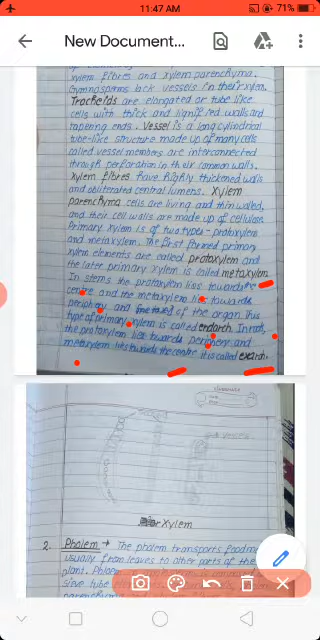 11:47 AM
71%
New Document...
xylem fibres and xylem parenchyma.
Gymnosperms lack vessels in their xylem.
Tracheids are elongated or tube like
cells with thick and lignified walls and
tapering ends. Vessel is a long cylindrical
tube-like structure made up of many cells
called vessel members are interconnected
through perforation in their common walls.
Xylem fibres have highly thickened walls
and obliterated central lumens. Xylem
parenchyma cells are living and thin walled,
and their cell walls are made up of cellulose.
Primary xylem is of two types - protoxylem
and metaxylem. The first formed primary
xylem elements are called protoxylem and
the later primary xylem is called metaxylem.
In stems the protoxylem lies towards the
centre and the metaxylem lies towards
periphery and of the organ. This
type of primary xylem is called endarch. In root,
the protoxylem lies towards periphery and
metaxylem lies towards the centre it is called exarch.
Vessel
Xylem
2. Phloem → The phloem transports food
usually from leaves to other parts of the
plant.
sieve tube